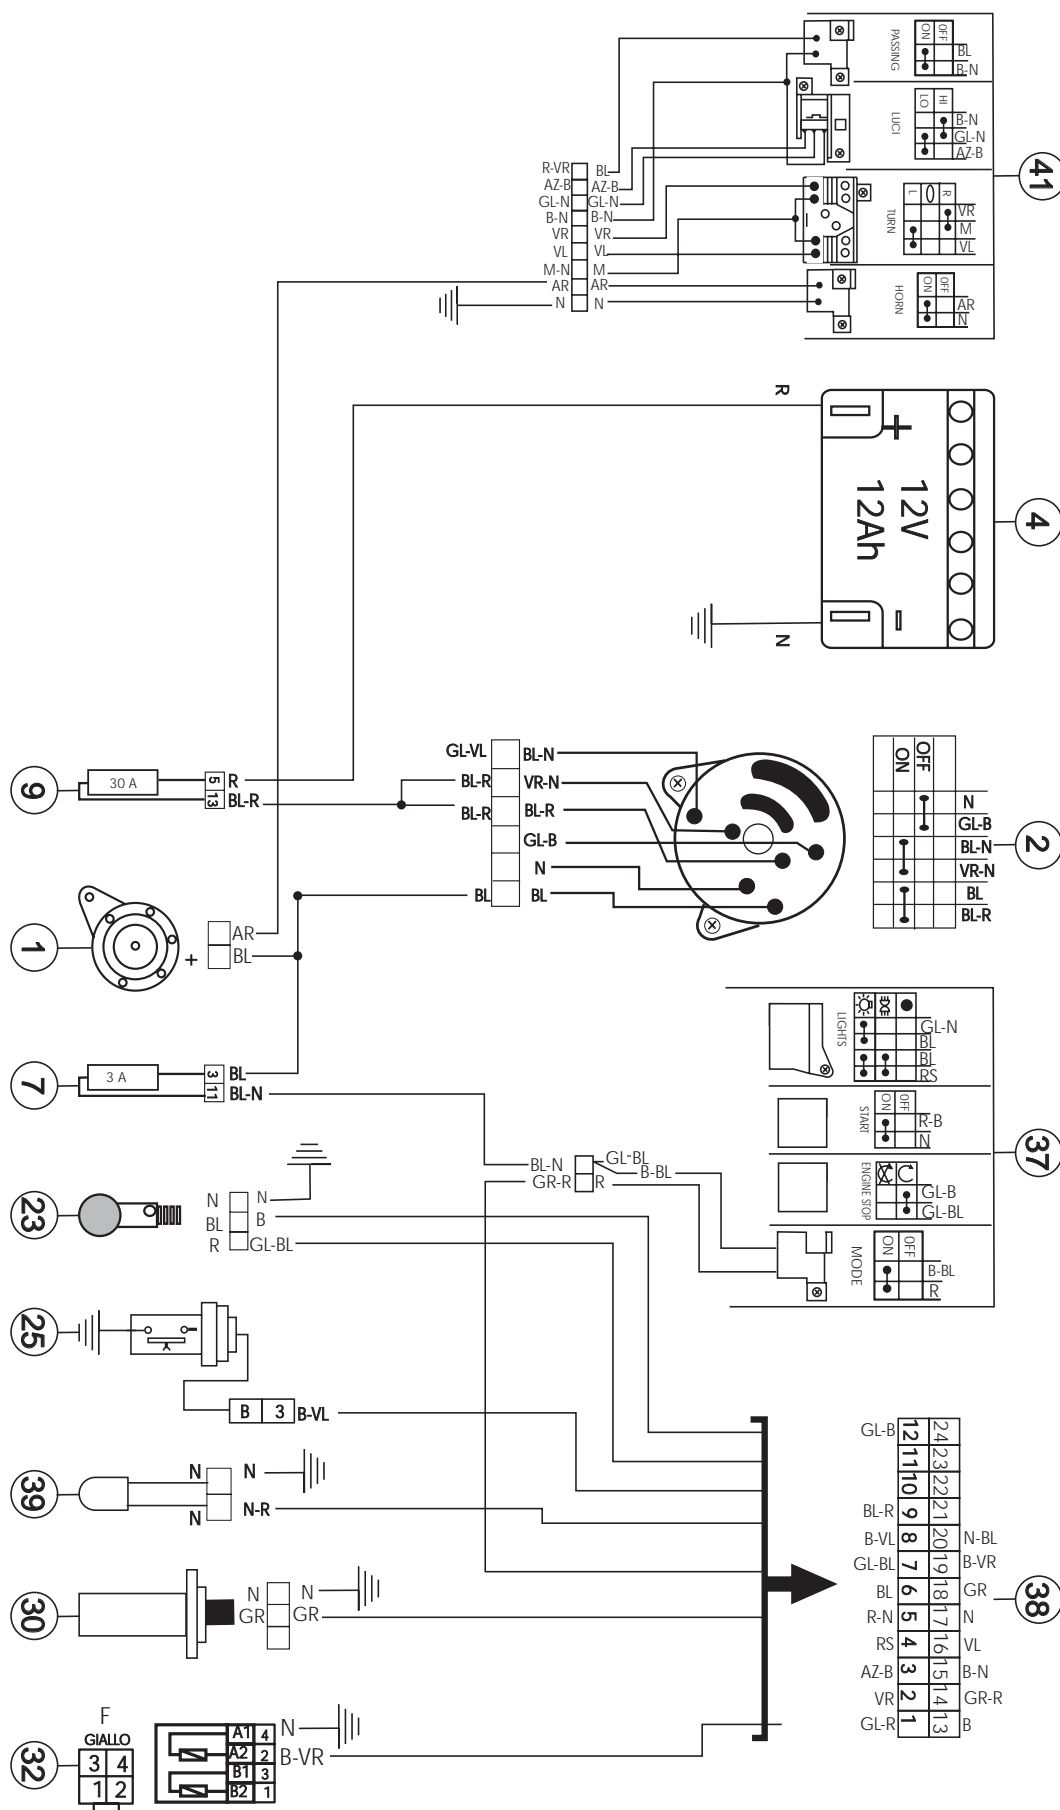 OFF
ON
BL
B-N
PASSING
HI
LO
B-N
GL-N
AZ-B
LUCI
R
L
VR
M
VL
TURN
OFF
ON
AR
N
HORN
41
R-VR BL
AZ-B AZ-B
GL-N GL-N
B-N B-N
VR VR
VL VL
M-N M
AR AR
N N
R
+
12V
12Ah
-
N
4
GL-VL BL-N
BL-R VR-N
BL-R BL-R
GL-B
N
BL BL
OFF
ON
N
GL-B
BL-N
VR-N
BL
BL-R
2
9
30 A
5 R
13 BL-R
1
+
AR
BL
7
3 A
3 BL
11 BL-N
LIGHTS
GL-N
BL
BL
RS
OFF
ON
R-B
N
START
ENGINE STOP
GL-B
GL-BL
OFF
ON
B-BL
R
MODE
37
BL-N GL-BL
B-BL
GR-R R
23
N N
BL B
R GL-BL
25
B 3 B-VL
39
N N
N N-R
30
N N
GR GR
32
F
GIALLO
3 4
1 2
A1 4 N
A2 2 B-VR
B1 3
B2 1
GL-B 12 24
11 23
10 22
BL-R 9 21
B-VL 8 20 N-BL
GL-BL 7 19 B-VR
BL 6 18 GR
R-N 5 17 N
RS 4 16 VL
AZ-B 3 15 B-N
VR 2 14 GR-R
GL-R 1 13 B
38